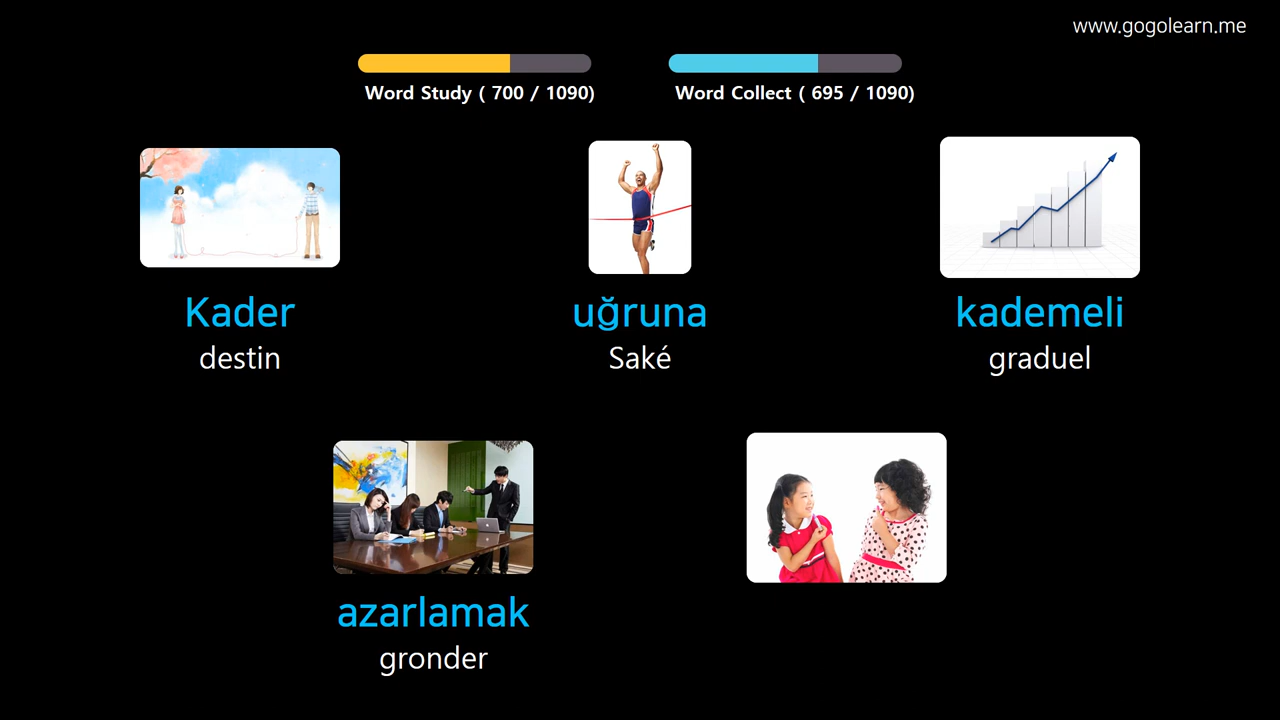 www.gogolearn.me
Word Study ( 700 / 1090)
Word Collect ( 695 / 1090)
Kader
destin
uğruna
Saké
kademeli
graduel
azarlamak
gronder